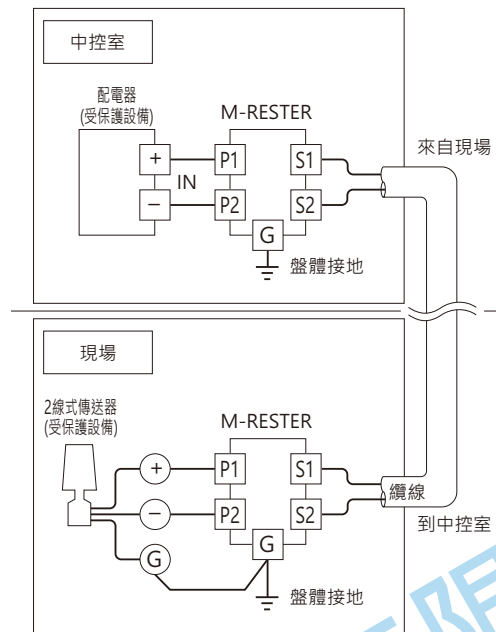 中控室
配電器
(受保護設備)
M-RESTER
+
P1
S1
IN
−
P2
S2
G
盤體接地
來自現場
現場
2線式傳送器
(受保護設備)
M-RESTER
+
P1
S1
−
P2
S2
G
G
盤體接地
纜線
到中控室
限